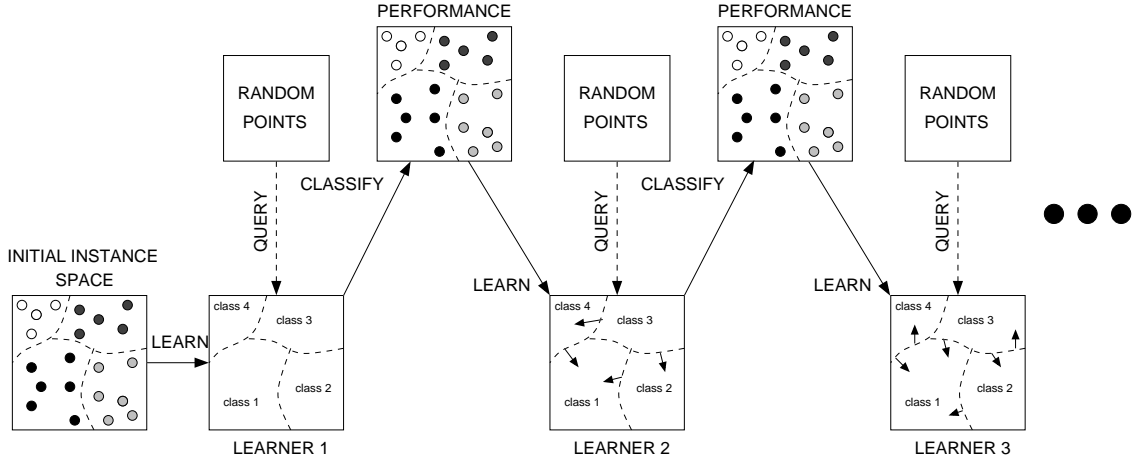 PERFORMANCE
PERFORMANCE
RANDOM
POINTS
RANDOM
POINTS
RANDOM
POINTS
CLASSIFY
CLASSIFY
QUERY
QUERY
QUERY
INITIAL INSTANCE
SPACE
LEARN
LEARN
LEARN
class 4
class 3
class 1
class 2
class 4
class 3
class 1
class 2
class 4
class 3
class 1
class 2
LEARNER 1
LEARNER 2
LEARNER 3